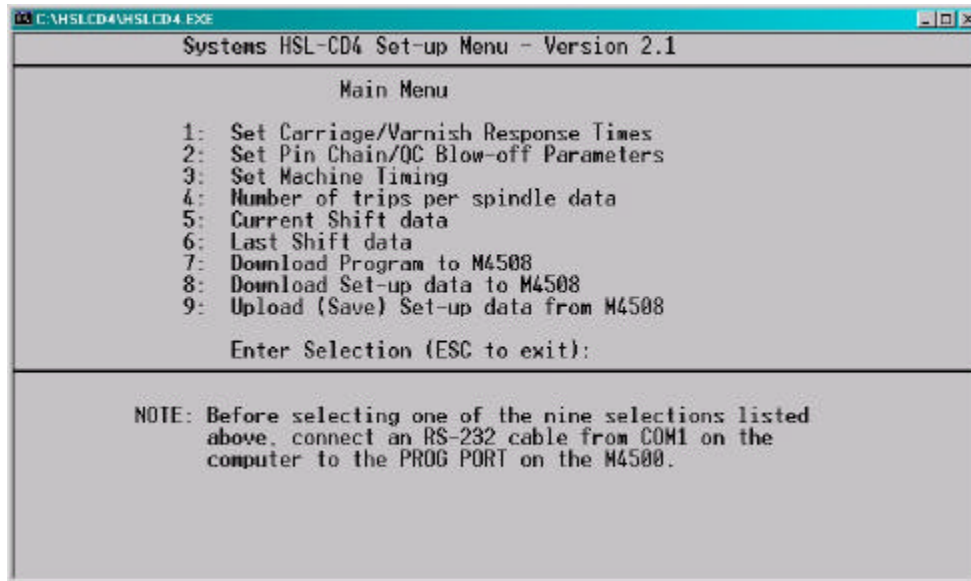 C:\HSLCD4\HSLCD4.EXE
Systems HSL-CD4 Set-up Menu - Version 2.1
Main Menu
1: Set Carriage/Varnish Response Times
2: Set Pin Chain/QC Blow-off Parameters
3: Set Machine Timing
4: Number of trips per spindle data
5: Current Shift data
6: Last Shift data
7: Download Program to M4508
8: Download Set-up data to M4508
9: Upload (Save) Set-up data from M4508
Enter Selection (ESC to exit):
NOTE: Before selecting one of the nine selections listed
above, connect an RS-232 cable from COM1 on the
computer to the PROG PORT on the M4500.